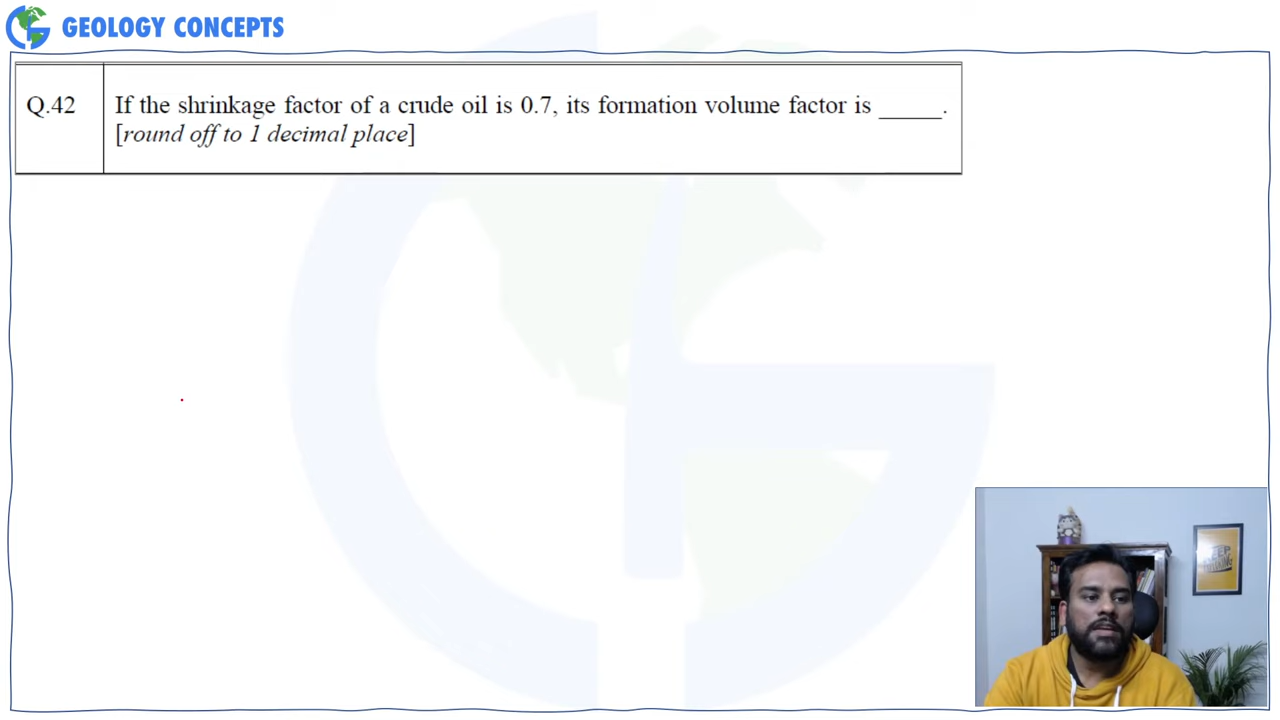 GEOLOGY CONCEPTS
Q.42
If the shrinkage factor of a crude oil is 0.7, its formation volume factor is _____.
[round off to 1 decimal place]